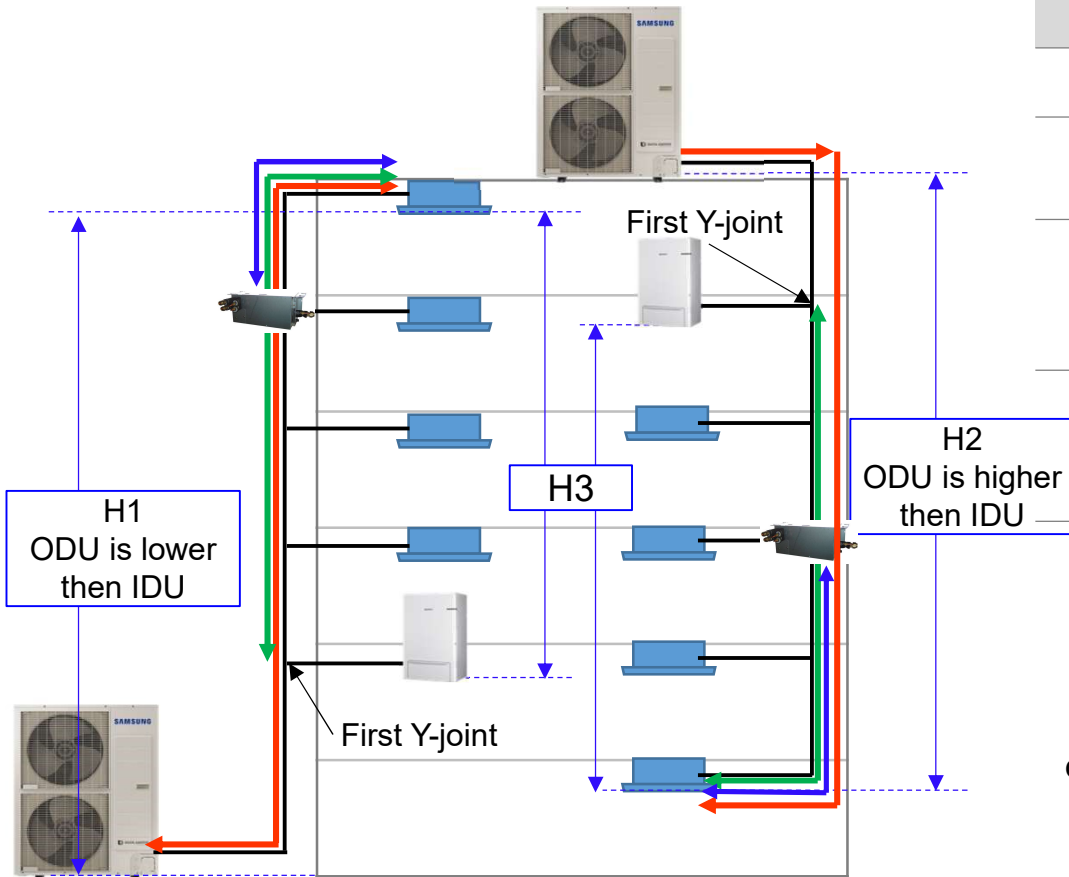 SAMSUNG
First Y-joint
H1
ODU is lower
then IDU
H3
H2
ODU is higher
then IDU
SAMSUNG
First Y-joint